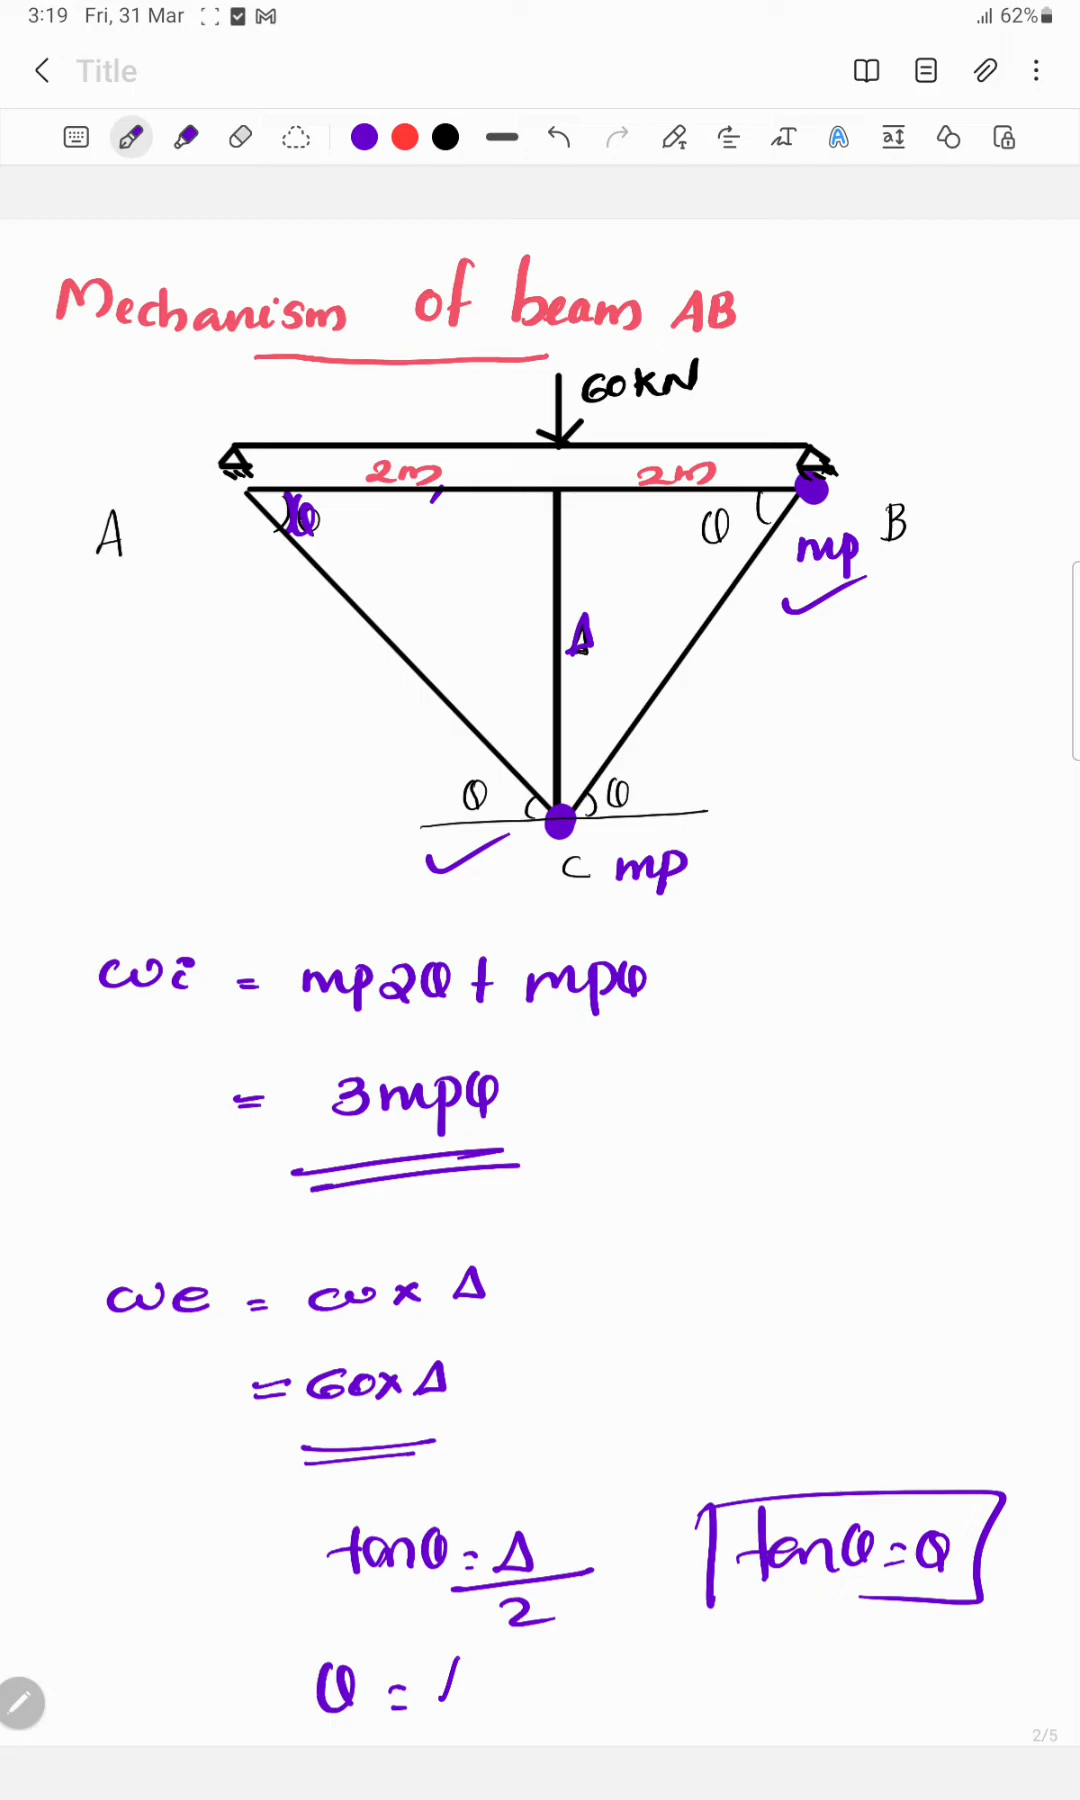 3:19 Fri, 31 Mar 62%
Title
Mechanism of beam AB
60KN
2m 2m
A θ θ B
mp
Δ
θ θ
C mp
wi = mp2θ + mpθ
= 3mpθ
we = w x Δ
= 60 x Δ
tanθ = Δ/2 tanθ = θ
θ =
2/5